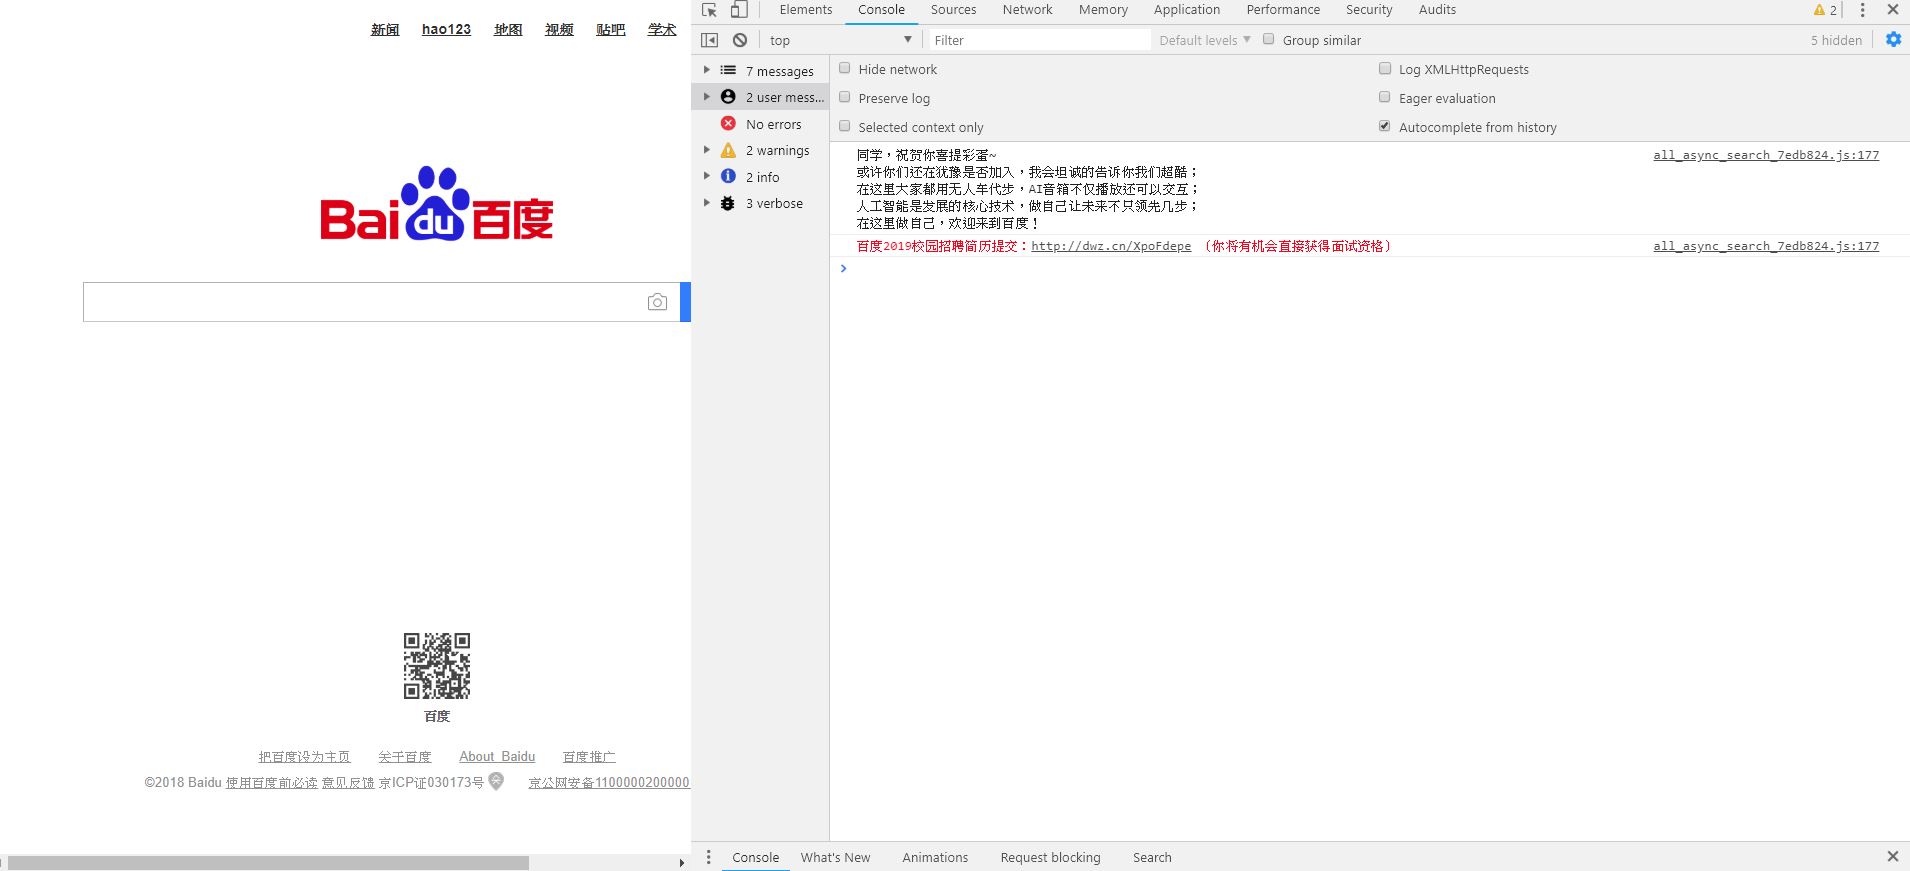 新闻 hao123 地图 视频 贴吧 学术
Bai du 百度
百度
把百度设为主页 关于百度 About Baidu 百度推广
©2018 Baidu 使用百度前必读 意见反馈 京ICP证030173号 京公网安备1100000200000
Elements Console Sources Network Memory Application Performance Security Audits 2
top Filter Default levels Group similar 5 hidden
7 messages
2 user mess...
No errors
2 warnings
2 info
3 verbose
Hide network Log XMLHttpRequests
Preserve log Eager evaluation
Selected context only Autocomplete from history
同学，祝贺你喜提彩蛋~ all_async_search_7edb824.js:177
或许你们还在犹豫是否加入，我会坦诚的告诉你我们超酷；
在这里大家都用无人车代步，AI音箱不仅播放还可以交互；
人工智能是发展的核心技术，做自己让未来不只领先几步；
在这里做自己，欢迎来到百度！
百度2019校园招聘简历提交：http://dwz.cn/XpoFdepe （你将有机会直接获得面试资格） all_async_search_7edb824.js:177
Console What's New Animations Request blocking Search